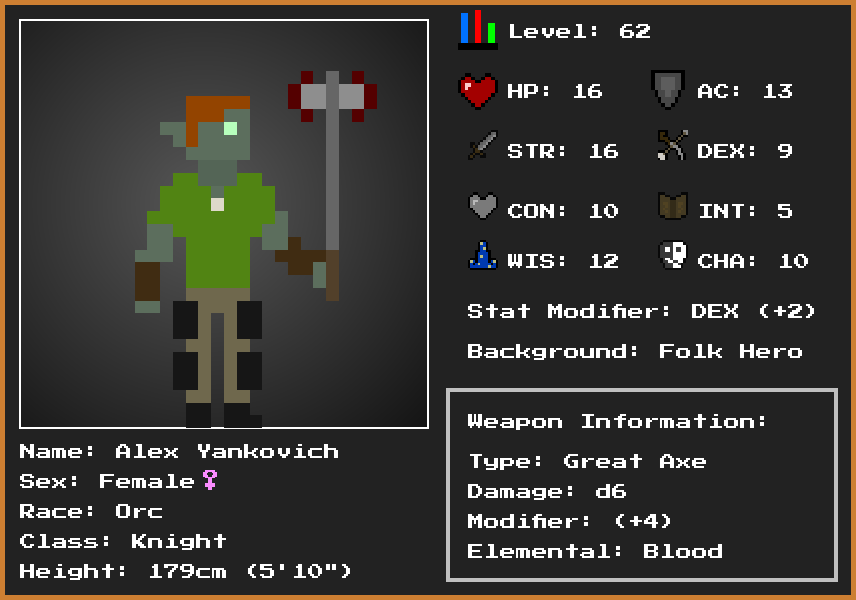 Level: 62
HP: 16 AC: 13
STR: 16 DEX: 9
CON: 10 INT: 5
WIS: 12 CHA: 10
Stat Modifier: DEX (+2)
Background: Folk Hero
Weapon Information:
Type: Great Axe
Damage: d6
Modifier: (+4)
Elemental: Blood
Name: Alex Yankovich
Sex: Female♀
Race: Orc
Class: Knight
Height: 179cm (5'10")